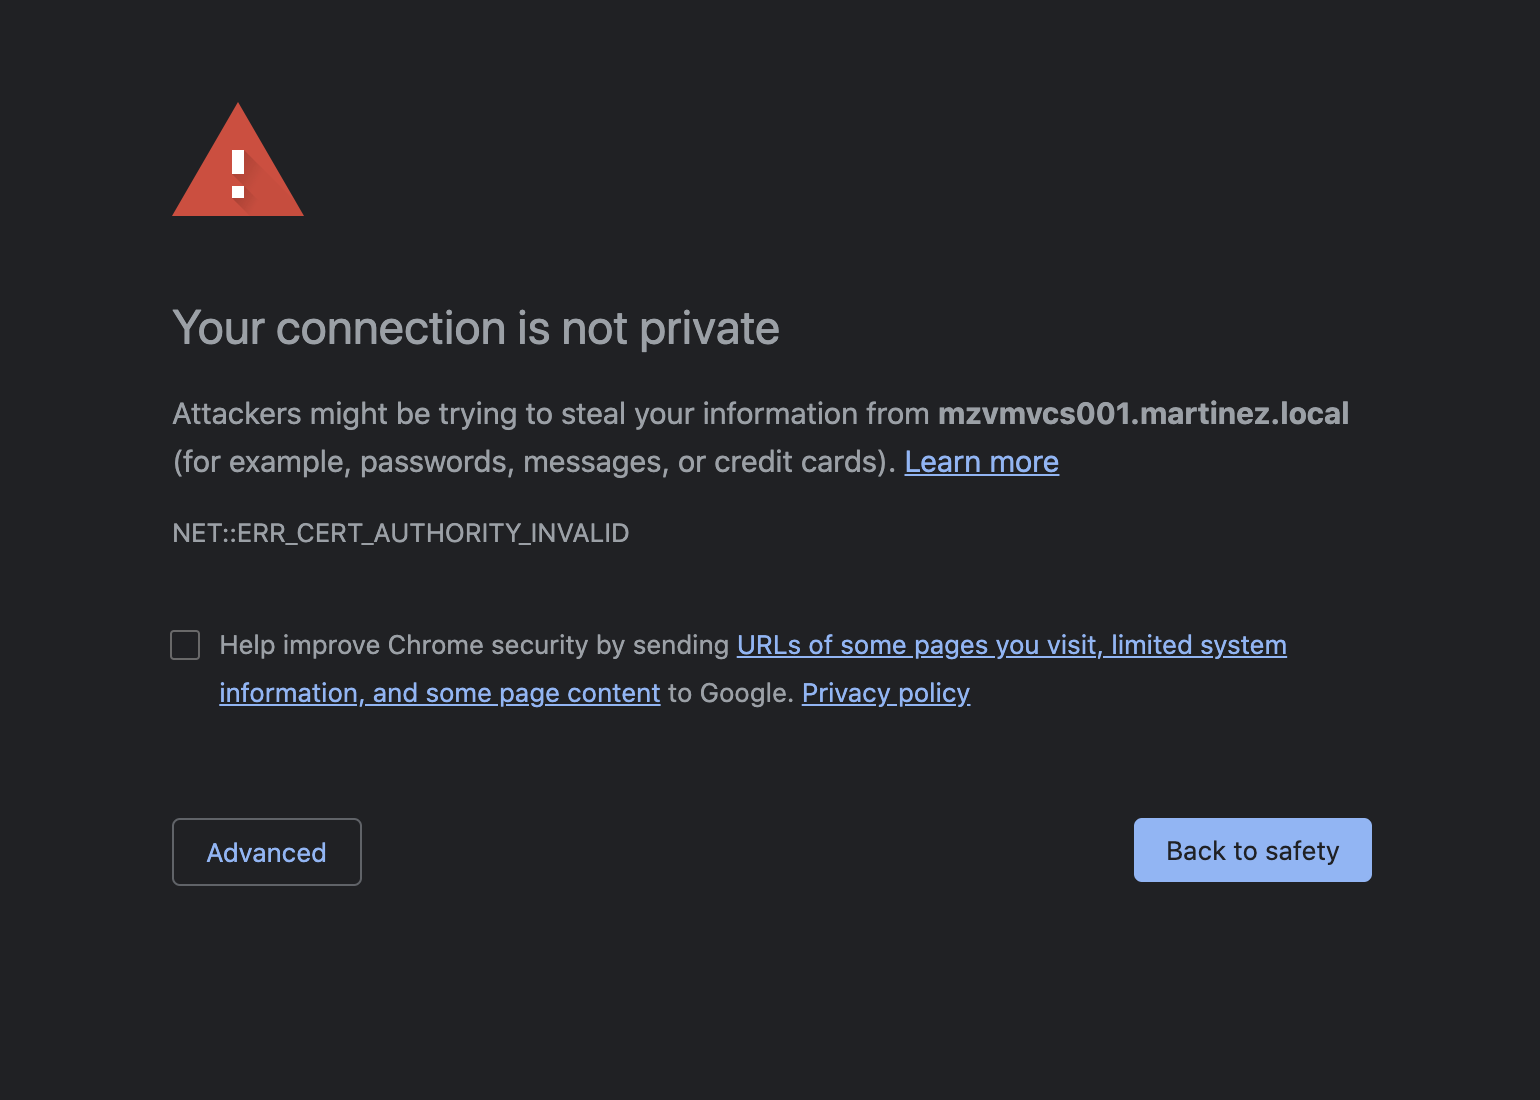 Your connection is not private
Attackers might be trying to steal your information from mzvmvcs001.martinez.local
(for example, passwords, messages, or credit cards). Learn more
NET::ERR_CERT_AUTHORITY_INVALID
Help improve Chrome security by sending URLs of some pages you visit, limited system
information, and some page content to Google. Privacy policy
Advanced
Back to safety